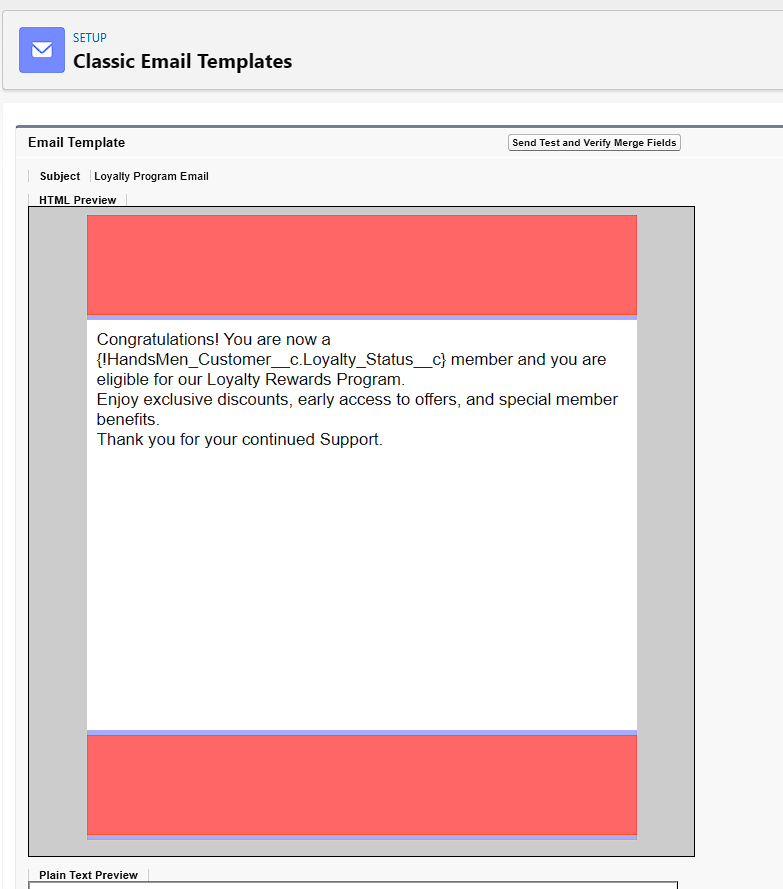 SETUP
Classic Email Templates
Email Template
Send Test and Verify Merge Fields
Subject Loyalty Program Email
HTML Preview
Congratulations! You are now a
{!HandsMen_Customer__c.Loyalty_Status__c} member and you are
eligible for our Loyalty Rewards Program.
Enjoy exclusive discounts, early access to offers, and special member
benefits.
Thank you for your continued Support.
Plain Text Preview